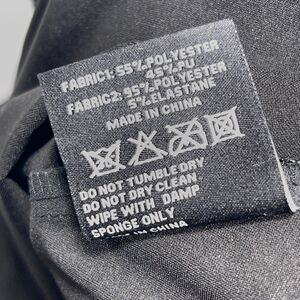 FABRIC1: 55%POLYESTER
45%PU
FABRIC2: 95%POLYESTER
5%ELASTANE
MADE IN CHINA
DO NOT TUMBLE DRY
DO NOT DRY CLEAN
WIPE WITH DAMP
SPONGE ONLY